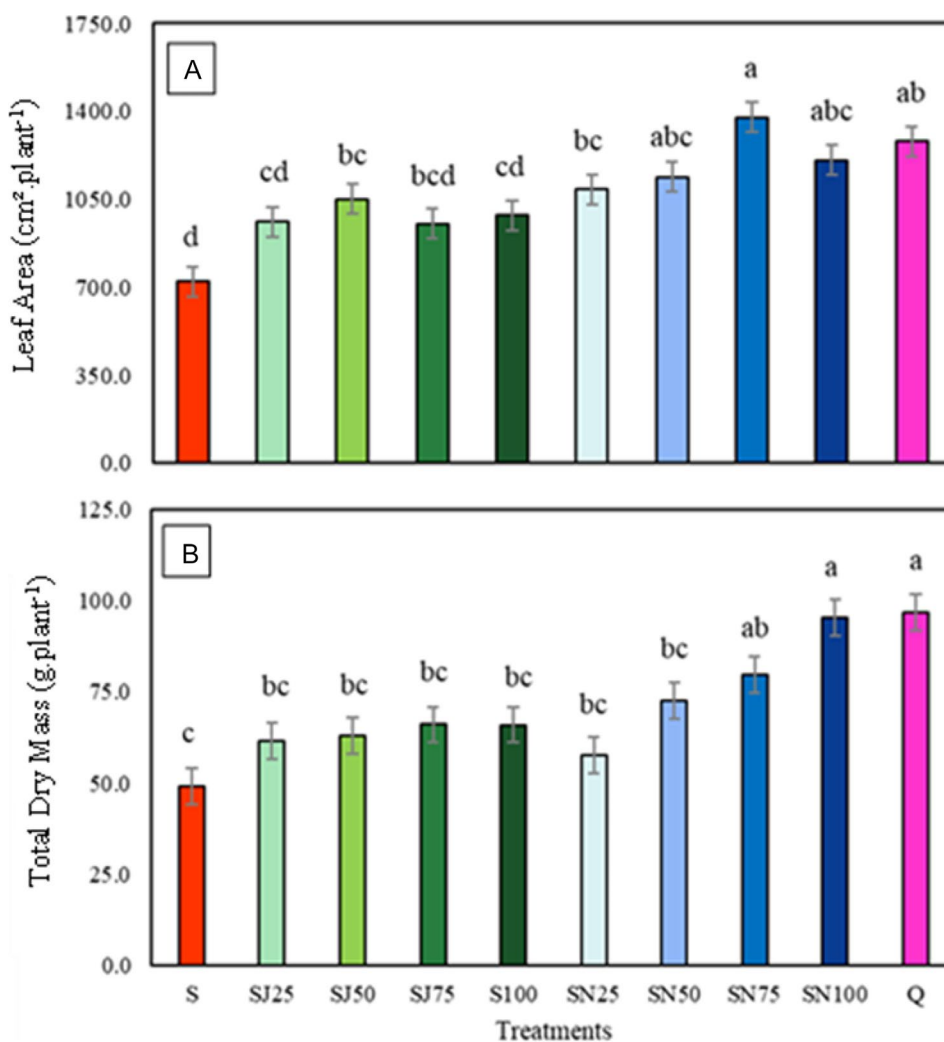 1750.0
1400.0
1050.0
700.0
350.0
0.0
Leaf Area (cm².plant⁻¹)
A
d
cd
bc
bcd
cd
bc
abc
a
abc
ab
125.0
100.0
75.0
50.0
25.0
0.0
Total Dry Mass (g.plant⁻¹)
B
c
bc
bc
bc
bc
bc
bc
ab
a
a
S SJ25 SJ50 SJ75 S100 SN25 SN50 SN75 SN100 Q
Treatments